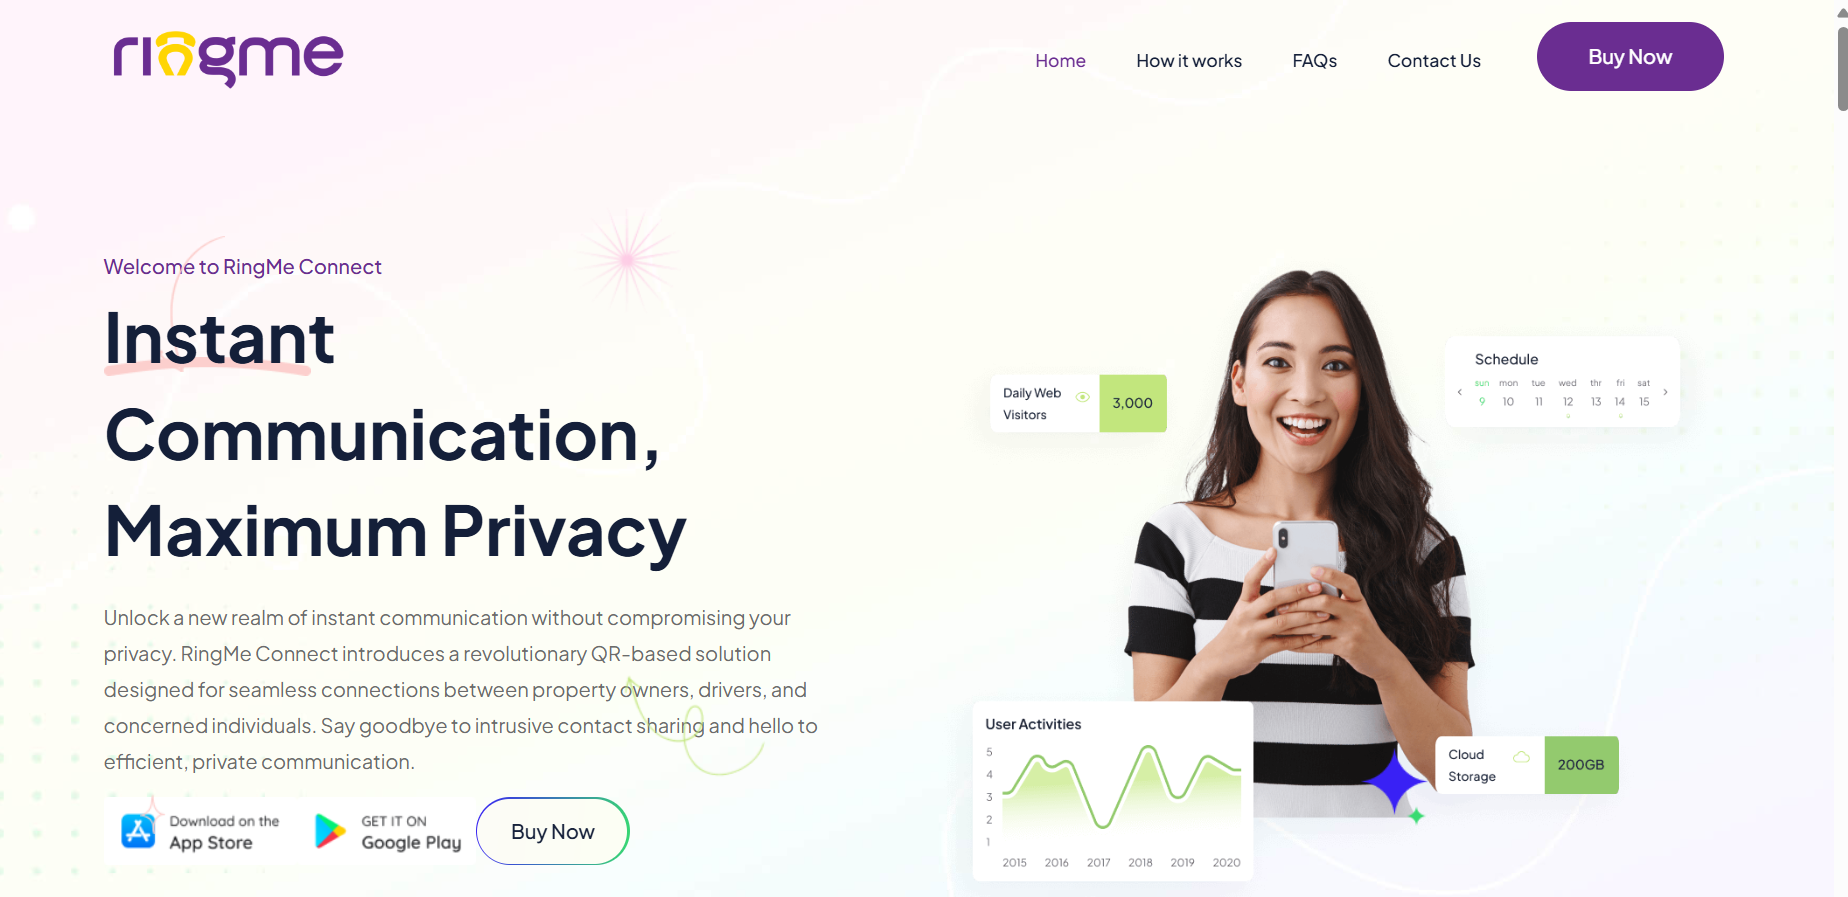 ringme
Home
How it works
FAQs
Contact Us
Buy Now
Welcome to RingMe Connect
Instant
Communication,
Maximum Privacy
Unlock a new realm of instant communication without compromising your
privacy. RingMe Connect introduces a revolutionary QR-based solution
designed for seamless connections between property owners, drivers, and
concerned individuals. Say goodbye to intrusive contact sharing and hello to
efficient, private communication.
Download on the
App Store
GET IT ON
Google Play
Buy Now
Daily Web
Visitors
3,000
Schedule
sun mon tue wed thr fri sat
9 10 11 12 13 14 15
User Activities
5
4
3
2
1
2015 2016 2017 2018 2019 2020
Cloud
Storage
200GB